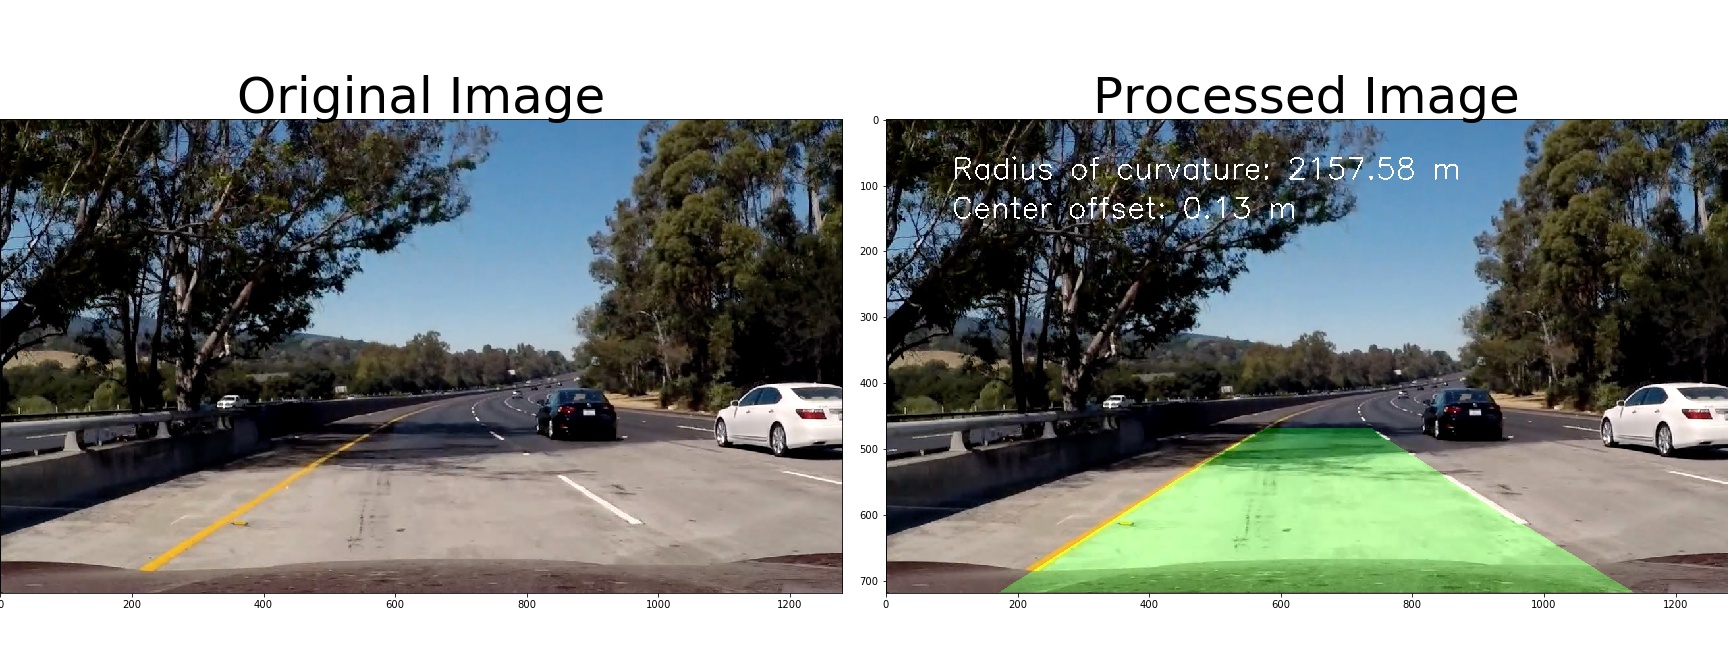 Original Image
Processed Image
Radius of curvature: 2157.58 m
Center offset: 0.13 m
0
100
200
300
400
500
600
700
0 200 400 600 800 1000 1200
0 200 400 600 800 1000 1200